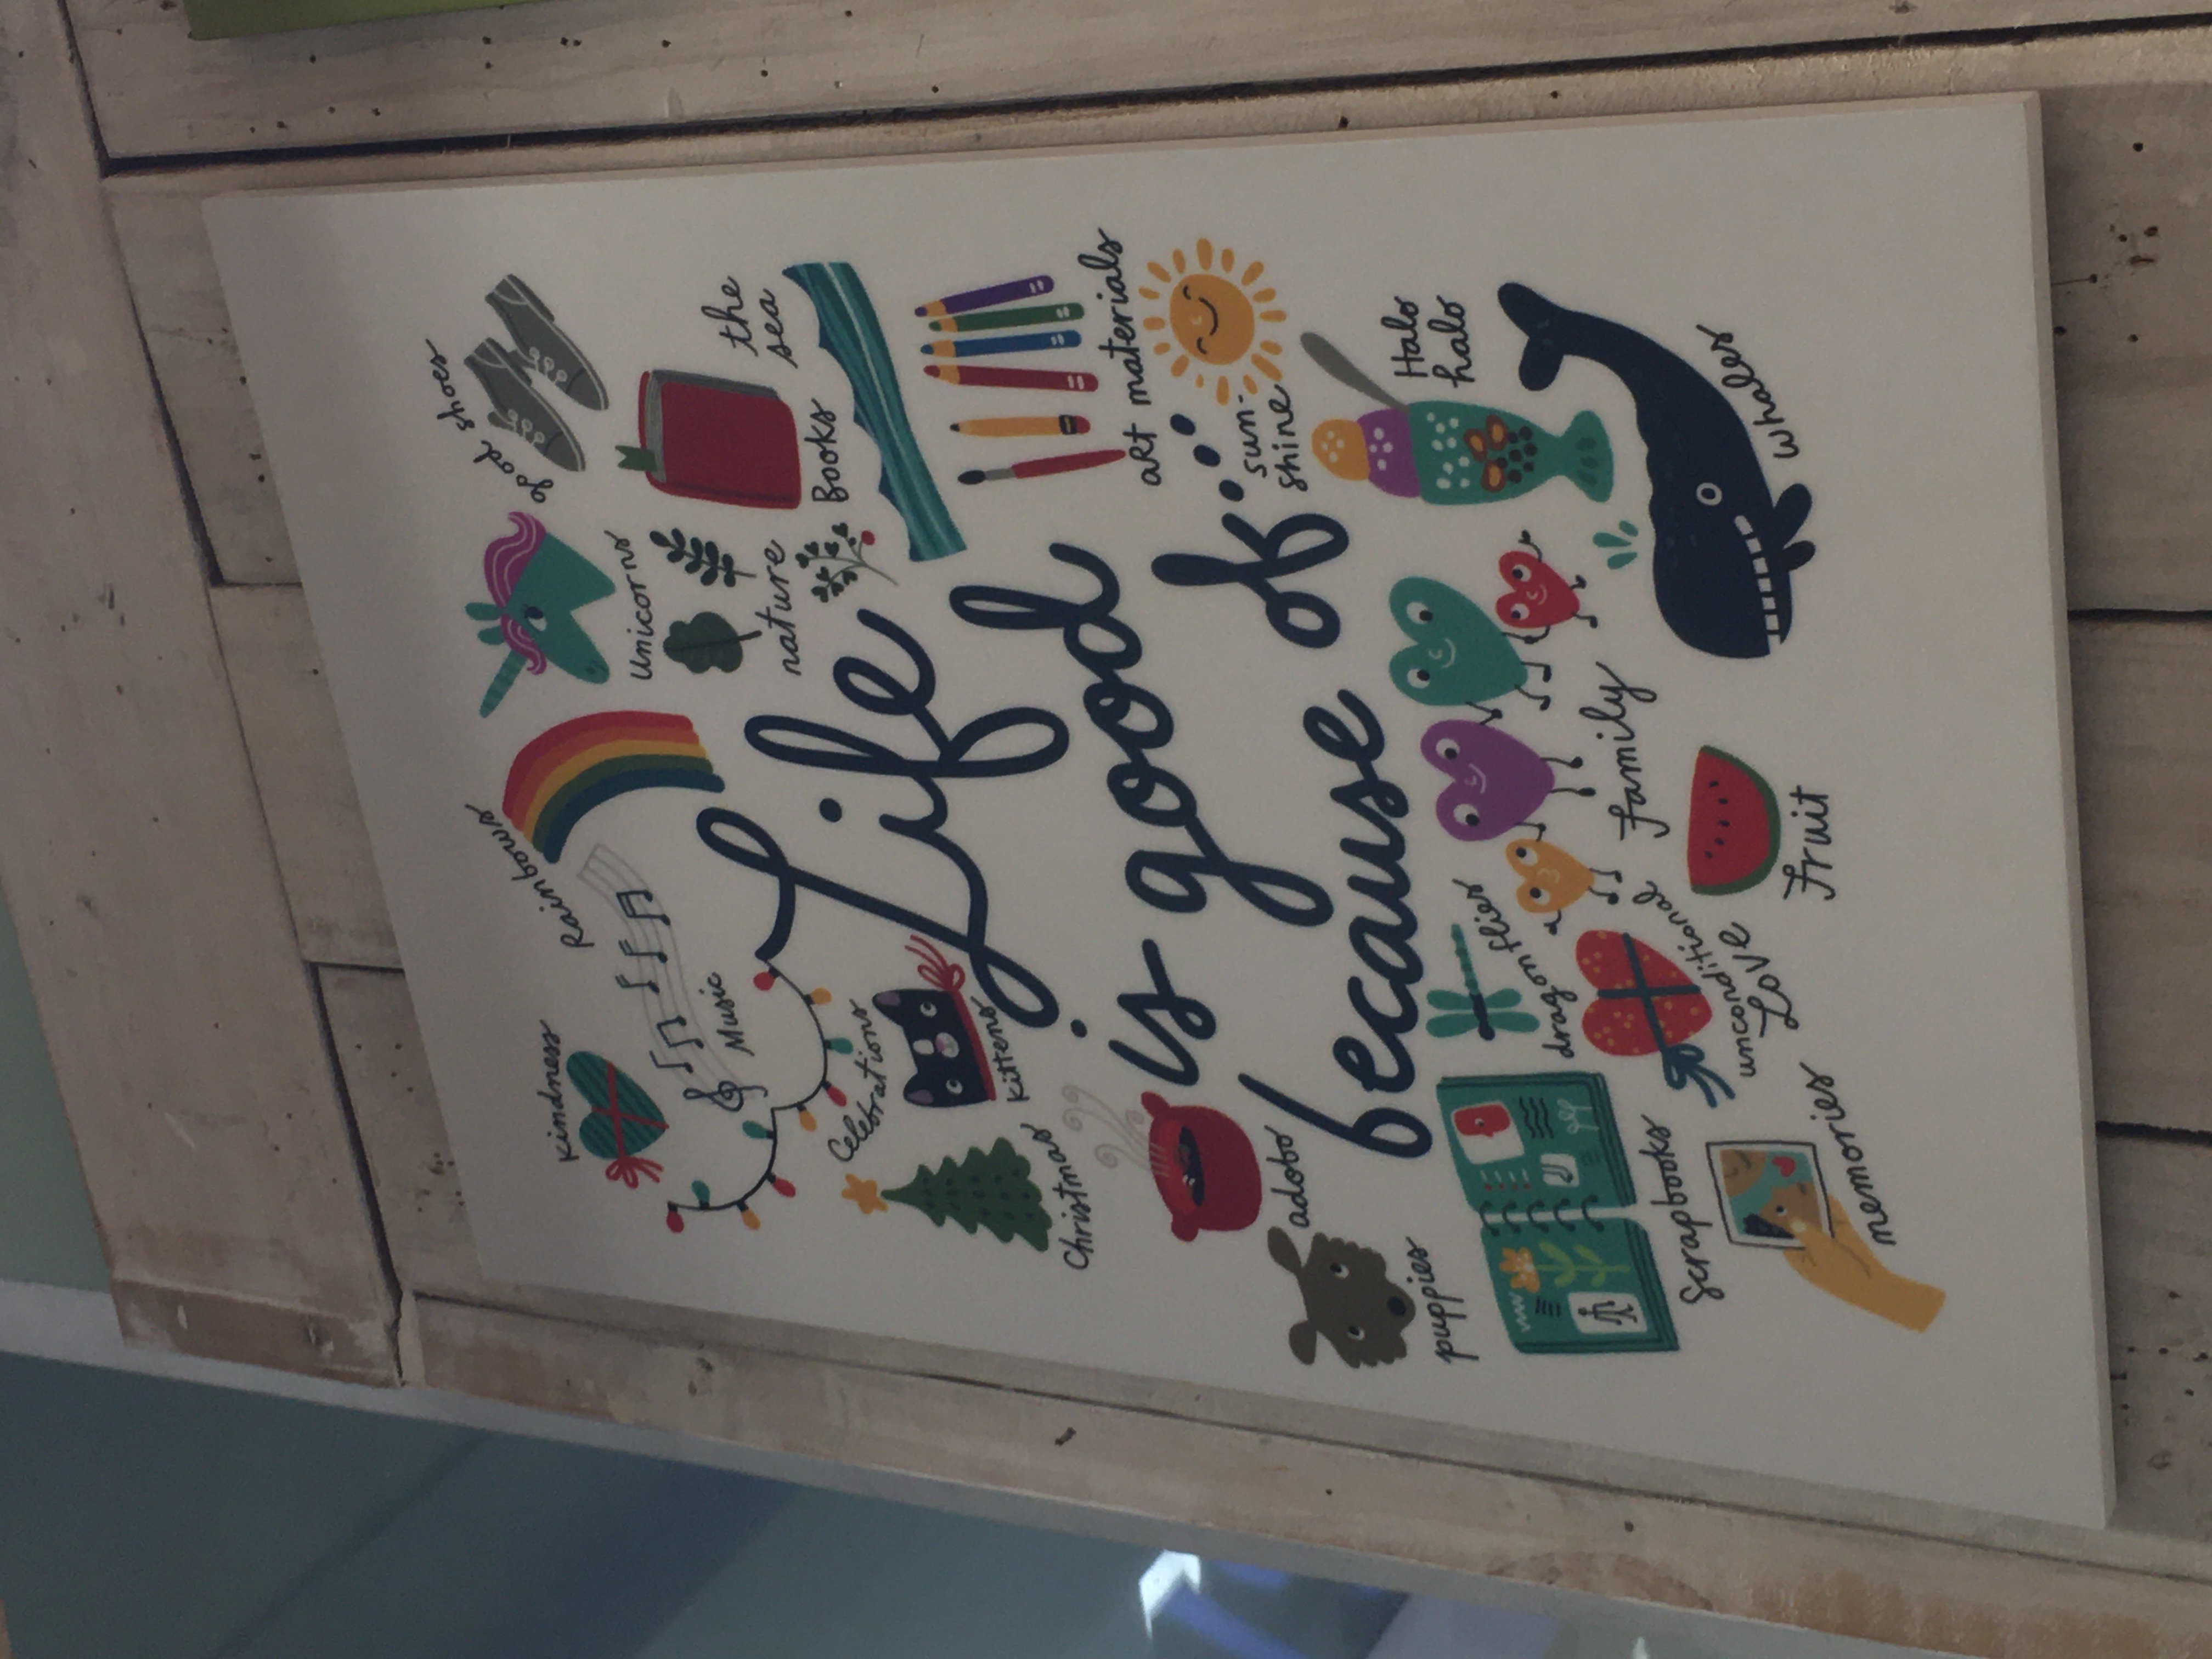 Kindness
Rainbows
Unicorns
good shoes
Music
nature
Books
the
sea
Celebrations
Kittens
Christmas
Life
is good
because of...
art materials
sun-
shine
adobo
puppies
Halo
halo
dragonflies
Scrapbooks
Family
unconditional
Love
Fruit
whales
memories